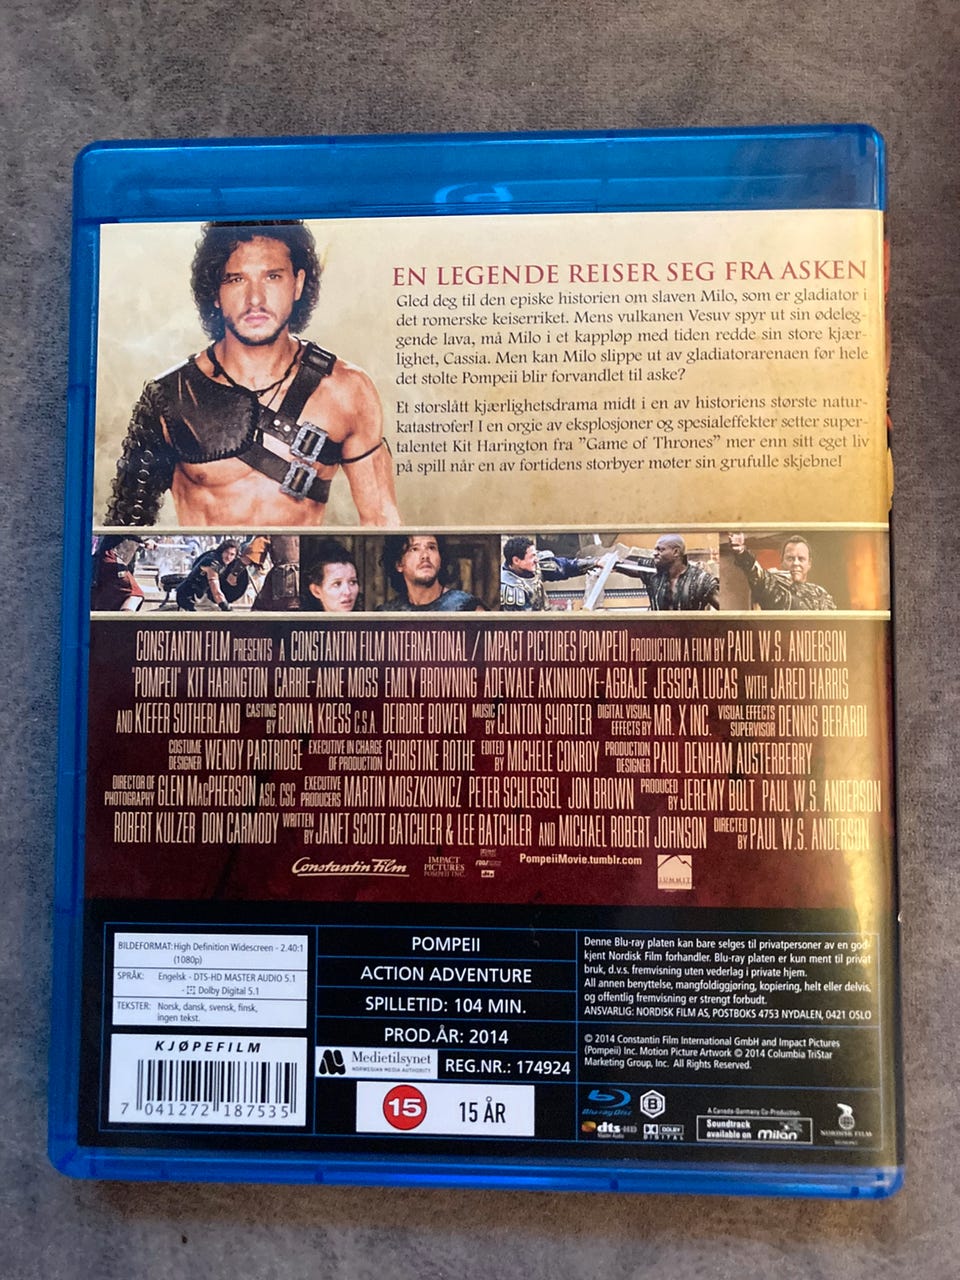 EN LEGENDE REISER SEG FRA ASKEN
Gled deg til den episke historien om slaven Milo, som er gladiator i
det romerske keiserriket. Mens vulkanen Vesuv spyr ut sin ødeleg-
gende lava, må Milo i et kappløp med tiden redde sin store kjær-
lighet, Cassia. Men kan Milo slippe ut av gladiatorarenaen før hele
det stolte Pompeii blir forvandlet til aske?
Et storslått kjærlighetsdrama midt i en av historiens største natur-
katastrofer! I en orgie av eksplosjoner og spesialeffekter setter super-
talentet Kit Harington fra ”Game of Thrones” mer enn sitt eget liv
på spill når en av fortidens storbyer møter sin grufulle skjebne!
CONSTANTIN FILM PRESENTS A CONSTANTIN FILM INTERNATIONAL / IMPACT PICTURES (POMPEII) PRODUCTION A FILM BY PAUL W.S. ANDERSON
"POMPEII" KIT HARINGTON CARRIE-ANNE MOSS EMILY BROWNING ADEWALE AKINNUOYE-AGBAJE JESSICA LUCAS WITH JARED HARRIS
AND KIEFER SUTHERLAND CASTING BY RONNA KRESS C.S.A. DEIRDRE BOWEN MUSIC BY CLINTON SHORTER DIGITAL VISUAL EFFECTS BY MR. X INC. VISUAL EFFECTS SUPERVISOR DENNIS BERARDI
COSTUME DESIGNER WENDY PARTRIDGE EXECUTIVE IN CHARGE OF PRODUCTION CHRISTINE ROTHE EDITED BY MICHELE CONROY PRODUCTION DESIGNER PAUL DENHAM AUSTERBERRY
DIRECTOR OF PHOTOGRAPHY GLEN MacPHERSON ASC, CSC EXECUTIVE PRODUCERS MARTIN MOSZKOWICZ PETER SCHLESSEL JON BROWN PRODUCED BY JEREMY BOLT PAUL W.S. ANDERSON
ROBERT KULZER DON CARMODY WRITTEN BY JANET SCOTT BATCHLER & LEE BATCHLER AND MICHAEL ROBERT JOHNSON DIRECTED BY PAUL W.S. ANDERSON
Constantin Film IMPACT PICTURES POMPEII INC. dts PompeiiMovie.tumblr.com SUMMIT
BILDEFORMAT: High Definition Widescreen - 2.40:1
(1080p)
SPRÅK: Engelsk - DTS-HD MASTER AUDIO 5.1
- Dolby Digital 5.1
TEKSTER: Norsk, dansk, svensk, finsk,
ingen tekst.
KJØPEFILM
7 041272 187535
POMPEII
ACTION ADVENTURE
SPILLETID: 104 MIN.
PROD.ÅR: 2014
Medietilsynet
NORWEGIAN MEDIA AUTHORITY
REG.NR.: 174924
15 15 ÅR
Denne Blu-ray platen kan bare selges til privatpersoner av en god-
kjent Nordisk Film forhandler. Blu-ray platen er kun ment til privat
bruk, d.v.s. fremvisning uten vederlag i private hjem.
All annen benyttelse, mangfoldiggjøring, kopiering, helt eller delvis,
og offentlig fremvisning er strengt forbudt.
ANSVARLIG: NORDISK FILM AS, POSTBOKS 4753 NYDALEN, 0421 OSLO
© 2014 Constantin Film International GmbH and Impact Pictures
(Pompeii) Inc. Motion Picture Artwork © 2014 Columbia TriStar
Marketing Group, Inc. All Rights Reserved.
Blu-ray Disc B
dts-HD Master Audio
DOLBY DIGITAL
A Canada-Germany Co-Production
Soundtrack
available on milan
NORDISK FILM